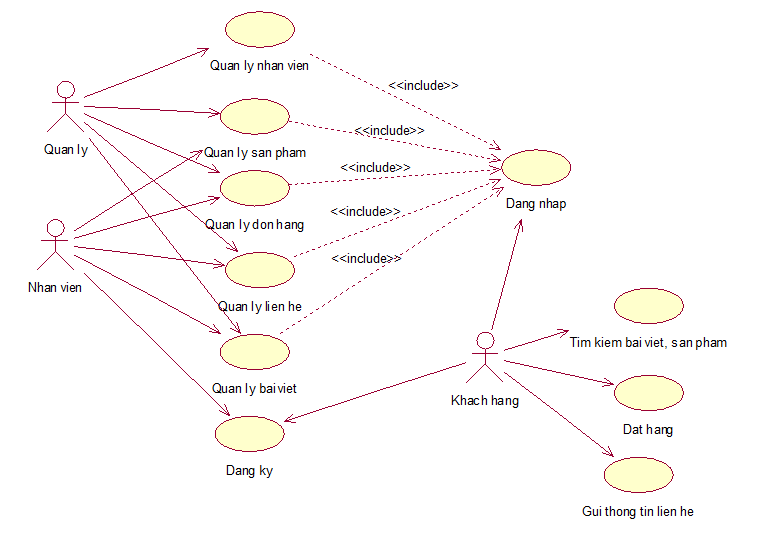 Quan ly nhan vien
<<include>>
<<include>>
Quan ly
Quan ly san pham
<<include>>
Dang nhap
<<include>>
Quan ly don hang
<<include>>
Nhan vien
Quan ly lien he
Tim kiem bai viet, san pham
Quan ly bai viet
Khach hang
Dat hang
Dang ky
Gui thong tin lien he